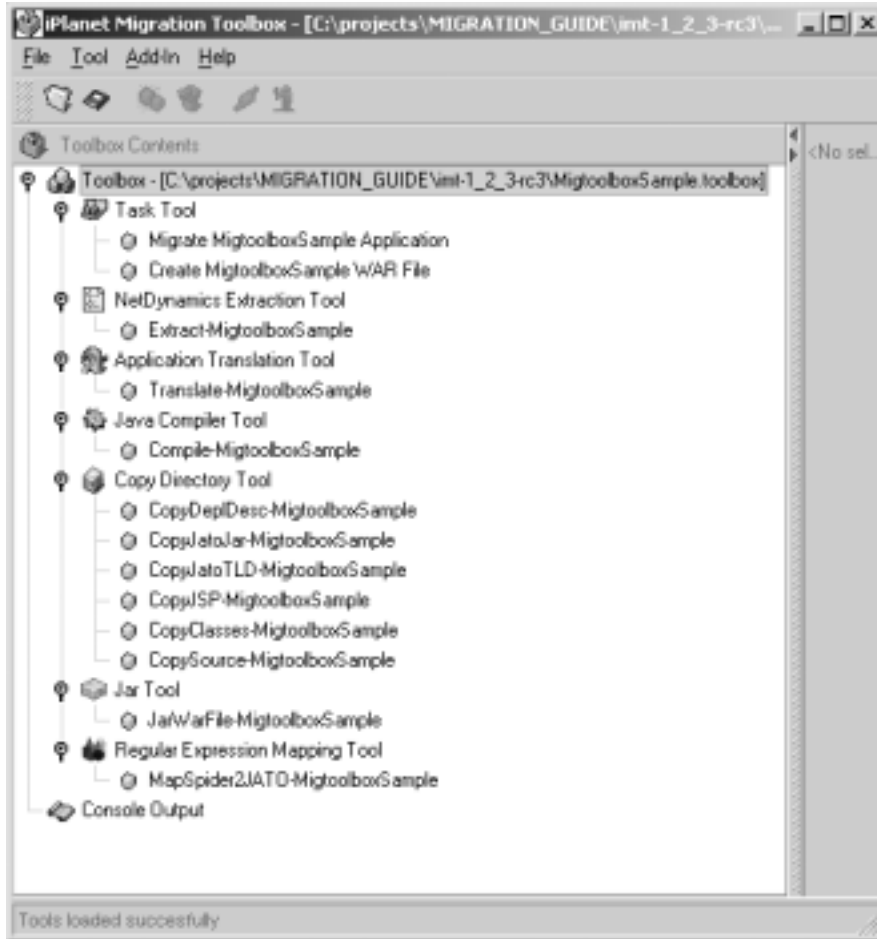 iPlanet Migration Toolbox - [C:\projects\MIGRATION_GUIDE\imt-1_2_3-rc3\...
File Tool Add-In Help
Toolbox Contents
<No sel...
Toolbox - [C:\projects\MIGRATION_GUIDE\imt-1_2_3-rc3\MigtoolboxSample.toolbox]
Task Tool
Migrate MigtoolboxSample Application
Create MigtoolboxSample WAR File
NetDynamics Extraction Tool
Extract-MigtoolboxSample
Application Translation Tool
Translate-MigtoolboxSample
Java Compiler Tool
Compile-MigtoolboxSample
Copy Directory Tool
CopyDeplDesc-MigtoolboxSample
CopyJatoJar-MigtoolboxSample
CopyJatoTLD-MigtoolboxSample
CopyJSP-MigtoolboxSample
CopyClasses-MigtoolboxSample
CopySource-MigtoolboxSample
Jar Tool
JarWarFile-MigtoolboxSample
Regular Expression Mapping Tool
MapSpider2JATO-MigtoolboxSample
Console Output
Tools loaded succesfully